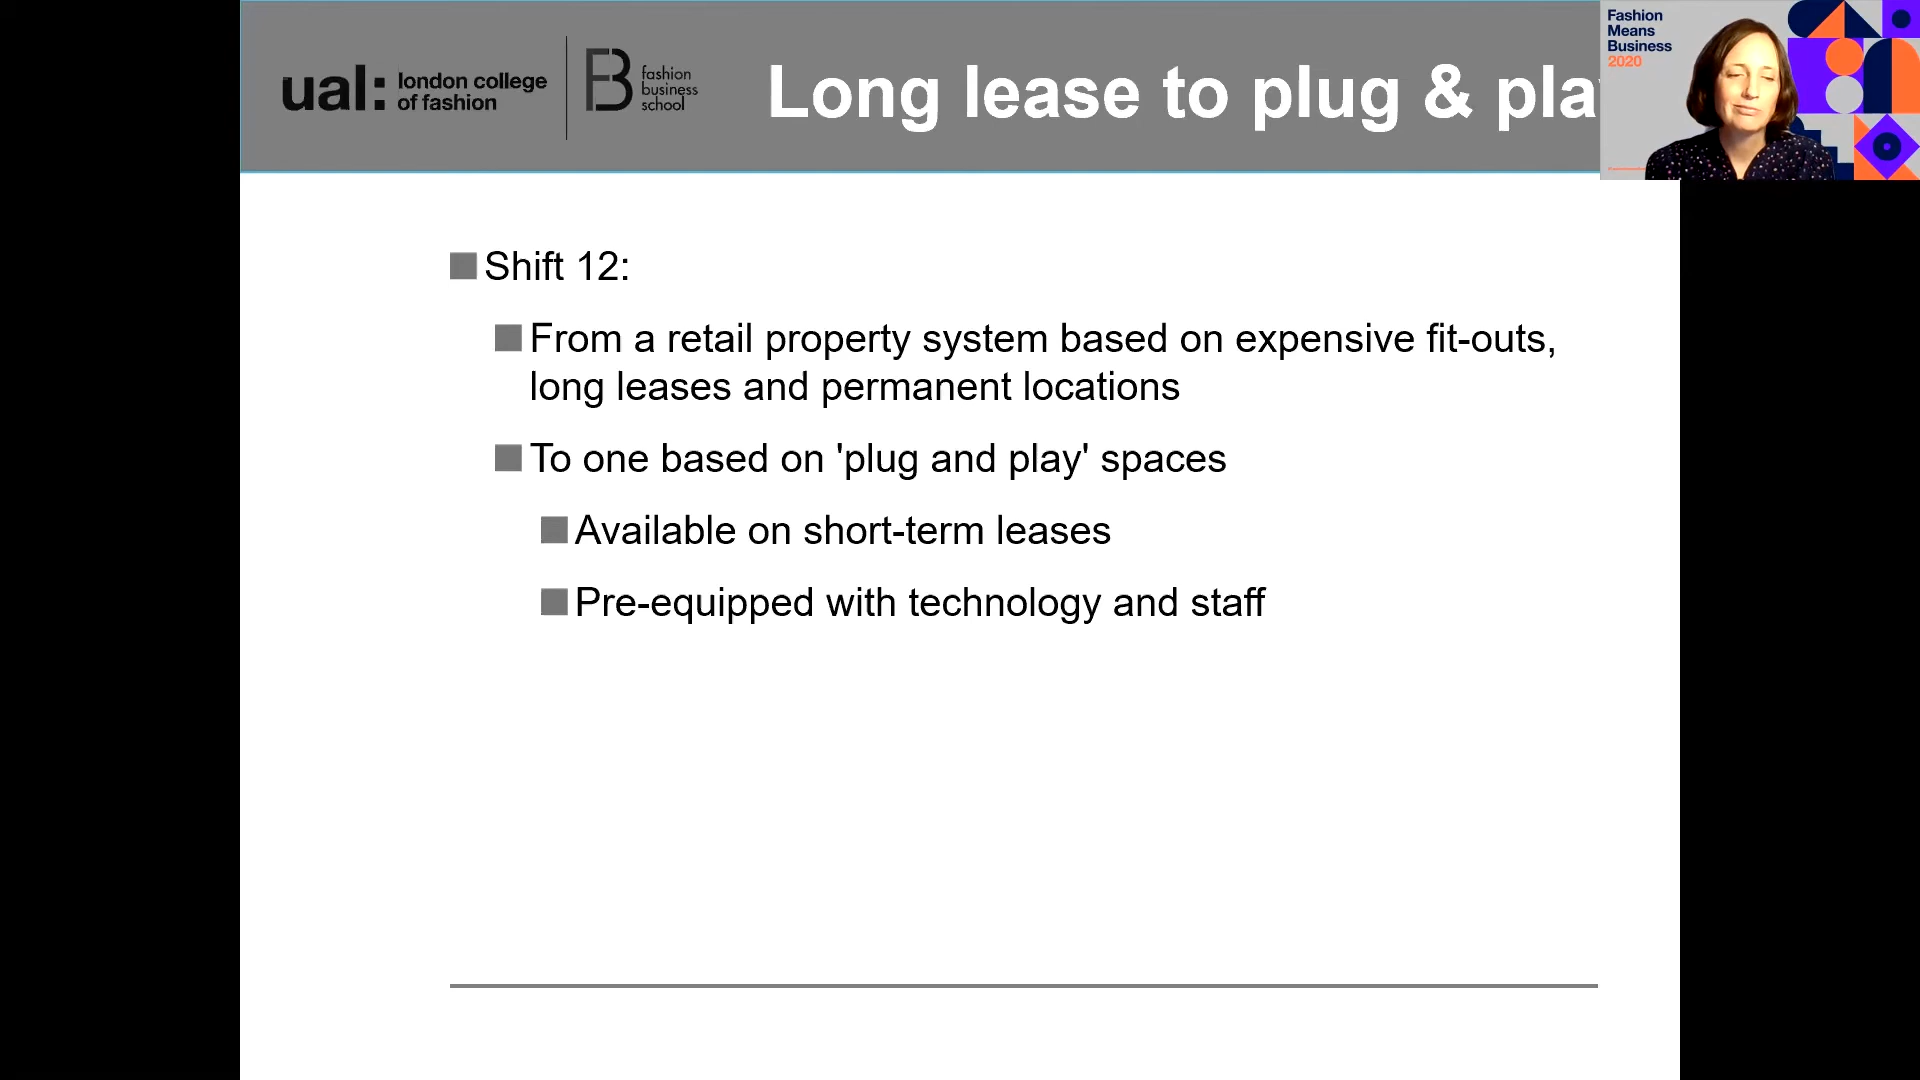 ual:
london college
of fashion
FB
fashion
business
school
Long lease to plug & play
Fashion
Means
Business
2020
Shift 12:
From a retail property system based on expensive fit-outs,
long leases and permanent locations
To one based on 'plug and play' spaces
Available on short-term leases
Pre-equipped with technology and staff